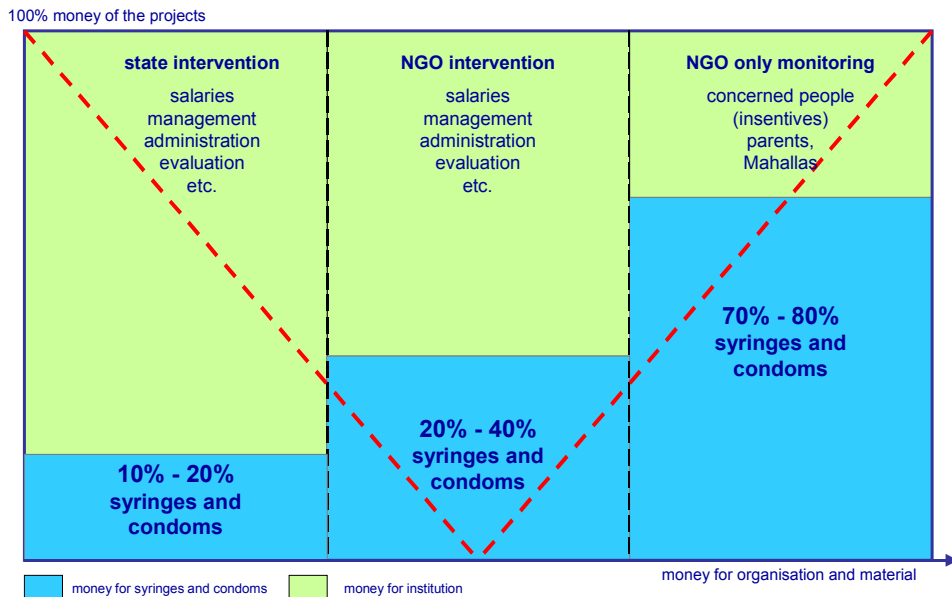 100% money of the projects
state intervention
salaries
management
administration
evaluation
etc.
NGO intervention
salaries
management
administration
evaluation
etc.
NGO only monitoring
concerned people
(insentives)
parents,
Mahallas
10% - 20%
syringes and
condoms
20% - 40%
syringes and
condoms
70% - 80%
syringes and
condoms
money for organisation and material
money for syringes and condoms
money for institution